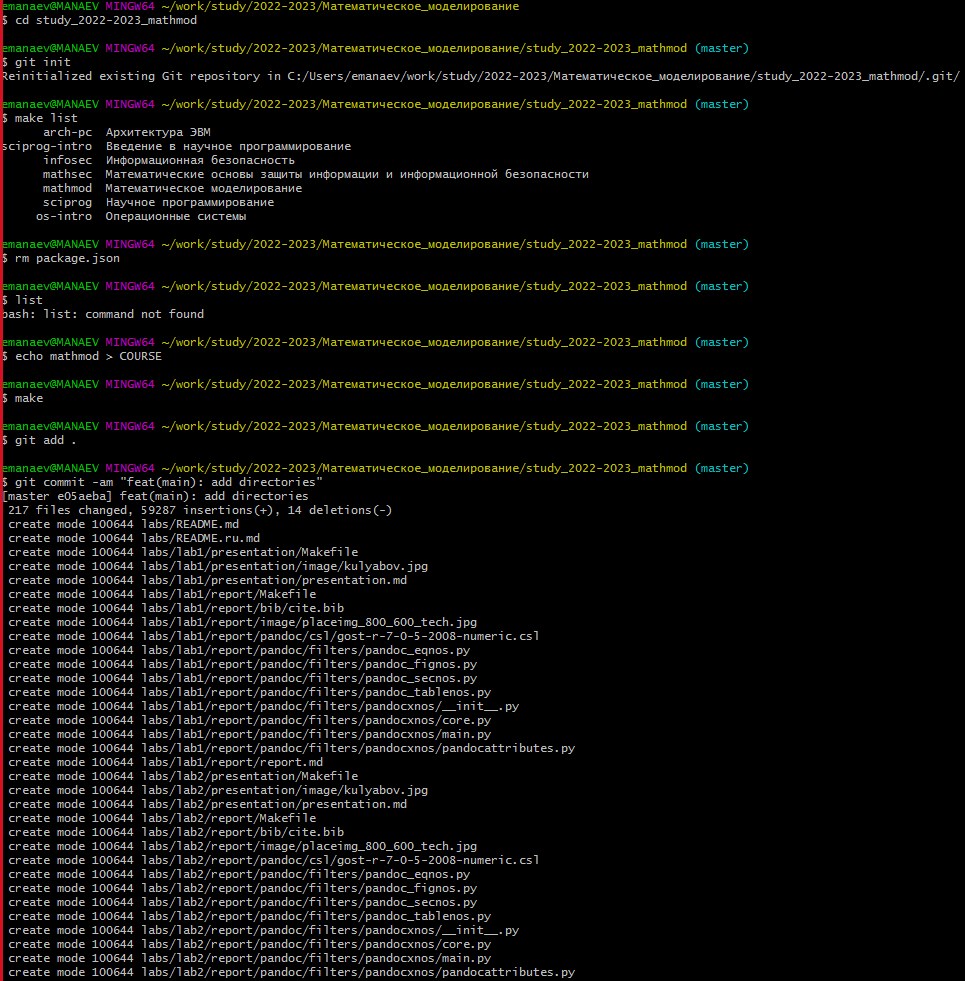 emanaev@MANAEV MINGW64 ~/work/study/2022-2023/Математическое_моделирование
$ cd study_2022-2023_mathmod
emanaev@MANAEV MINGW64 ~/work/study/2022-2023/Математическое_моделирование/study_2022-2023_mathmod (master)
$ git init
Reinitialized existing Git repository in C:/Users/emanaev/work/study/2022-2023/Математическое_моделирование/study_2022-2023_mathmod/.git/
emanaev@MANAEV MINGW64 ~/work/study/2022-2023/Математическое_моделирование/study_2022-2023_mathmod (master)
$ make list
arch-pc Архитектура ЭВМ
sciprog-intro Введение в научное программирование
infosec Информационная безопасность
mathsec Математические основы защиты информации и информационной безопасности
mathmod Математическое моделирование
sciprog Научное программирование
os-intro Операционные системы
emanaev@MANAEV MINGW64 ~/work/study/2022-2023/Математическое_моделирование/study_2022-2023_mathmod (master)
$ rm package.json
emanaev@MANAEV MINGW64 ~/work/study/2022-2023/Математическое_моделирование/study_2022-2023_mathmod (master)
$ list
bash: list: command not found
emanaev@MANAEV MINGW64 ~/work/study/2022-2023/Математическое_моделирование/study_2022-2023_mathmod (master)
$ echo mathmod > COURSE
emanaev@MANAEV MINGW64 ~/work/study/2022-2023/Математическое_моделирование/study_2022-2023_mathmod (master)
$ make
emanaev@MANAEV MINGW64 ~/work/study/2022-2023/Математическое_моделирование/study_2022-2023_mathmod (master)
$ git add .
emanaev@MANAEV MINGW64 ~/work/study/2022-2023/Математическое_моделирование/study_2022-2023_mathmod (master)
$ git commit -am "feat(main): add directories"
[master e05aeba] feat(main): add directories
217 files changed, 59287 insertions(+), 14 deletions(-)
create mode 100644 labs/README.md
create mode 100644 labs/README.ru.md
create mode 100644 labs/lab1/presentation/Makefile
create mode 100644 labs/lab1/presentation/image/kulyabov.jpg
create mode 100644 labs/lab1/presentation/presentation.md
create mode 100644 labs/lab1/report/Makefile
create mode 100644 labs/lab1/report/bib/cite.bib
create mode 100644 labs/lab1/report/image/placeimg_800_600_tech.jpg
create mode 100644 labs/lab1/report/pandoc/csl/gost-r-7-0-5-2008-numeric.csl
create mode 100644 labs/lab1/report/pandoc/filters/pandoc_eqnos.py
create mode 100644 labs/lab1/report/pandoc/filters/pandoc_fignos.py
create mode 100644 labs/lab1/report/pandoc/filters/pandoc_secnos.py
create mode 100644 labs/lab1/report/pandoc/filters/pandoc_tablenos.py
create mode 100644 labs/lab1/report/pandoc/filters/pandocxnos/__init__.py
create mode 100644 labs/lab1/report/pandoc/filters/pandocxnos/core.py
create mode 100644 labs/lab1/report/pandoc/filters/pandocxnos/main.py
create mode 100644 labs/lab1/report/pandoc/filters/pandocxnos/pandocattributes.py
create mode 100644 labs/lab1/report/report.md
create mode 100644 labs/lab2/presentation/Makefile
create mode 100644 labs/lab2/presentation/image/kulyabov.jpg
create mode 100644 labs/lab2/presentation/presentation.md
create mode 100644 labs/lab2/report/Makefile
create mode 100644 labs/lab2/report/bib/cite.bib
create mode 100644 labs/lab2/report/image/placeimg_800_600_tech.jpg
create mode 100644 labs/lab2/report/pandoc/csl/gost-r-7-0-5-2008-numeric.csl
create mode 100644 labs/lab2/report/pandoc/filters/pandoc_eqnos.py
create mode 100644 labs/lab2/report/pandoc/filters/pandoc_fignos.py
create mode 100644 labs/lab2/report/pandoc/filters/pandoc_secnos.py
create mode 100644 labs/lab2/report/pandoc/filters/pandoc_tablenos.py
create mode 100644 labs/lab2/report/pandoc/filters/pandocxnos/__init__.py
create mode 100644 labs/lab2/report/pandoc/filters/pandocxnos/core.py
create mode 100644 labs/lab2/report/pandoc/filters/pandocxnos/main.py
create mode 100644 labs/lab2/report/pandoc/filters/pandocxnos/pandocattributes.py